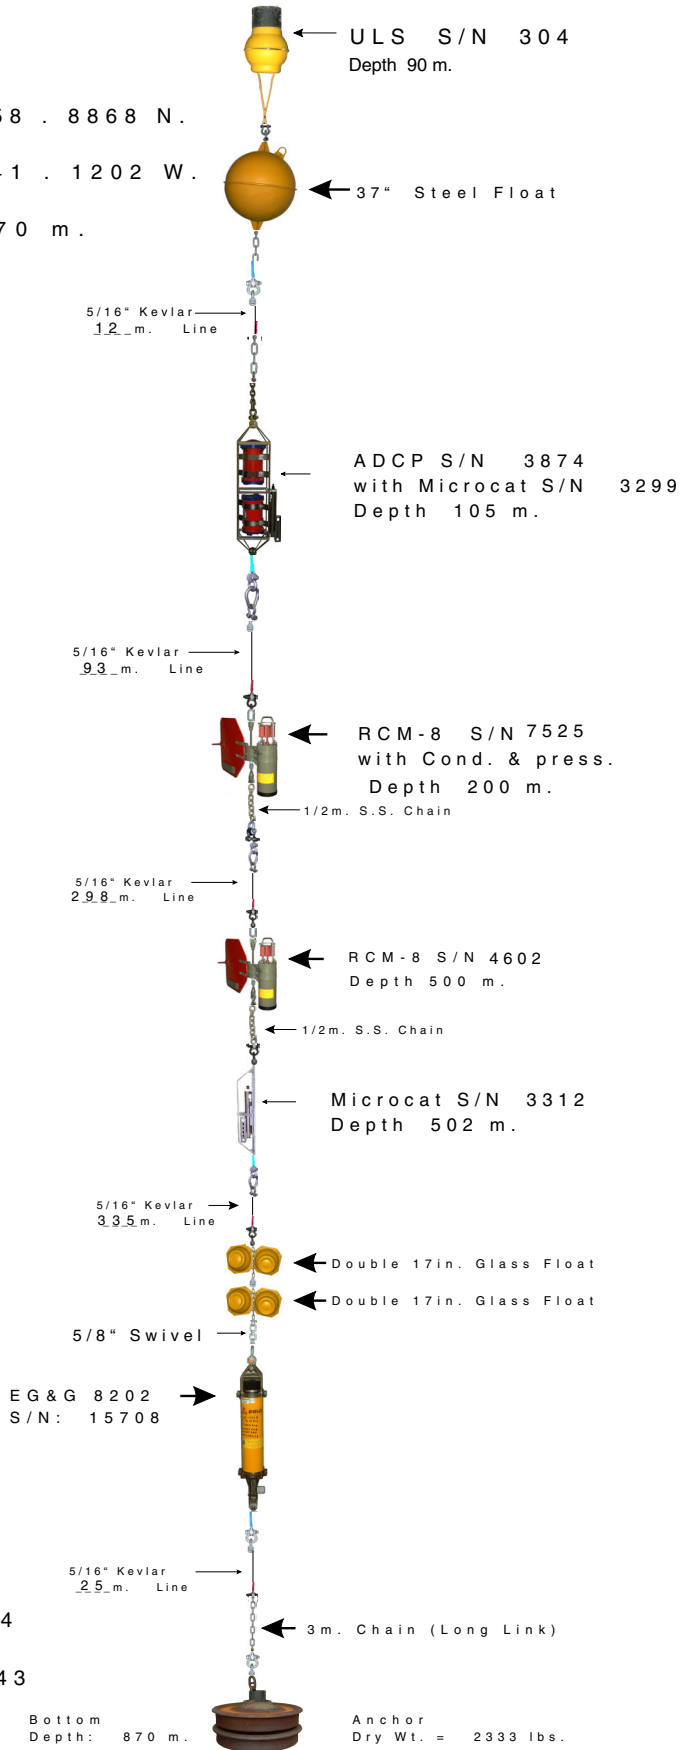 ULS S/N 304
Depth 90 m.
58 . 8868 N.
41 . 1202 W.
70 m.
37“ Steel Float
5/16“ Kevlar
12 m. Line
ADCP S/N 3874
with Microcat S/N 3299
Depth 105 m.
5/16“ Kevlar
93 m. Line
RCM-8 S/N 7525
with Cond. & press.
Depth 200 m.
1/2m. S.S. Chain
5/16“ Kevlar
298 m. Line
RCM-8 S/N 4602
Depth 500 m.
1/2m. S.S. Chain
Microcat S/N 3312
Depth 502 m.
5/16“ Kevlar
335 m. Line
Double 17in. Glass Float
Double 17in. Glass Float
5/8“ Swivel
EG&G 8202
S/N: 15708
5/16“ Kevlar
25 m. Line
4
3m. Chain (Long Link)
43
Bottom
Depth: 870 m.
Anchor
Dry Wt. = 2333 lbs.